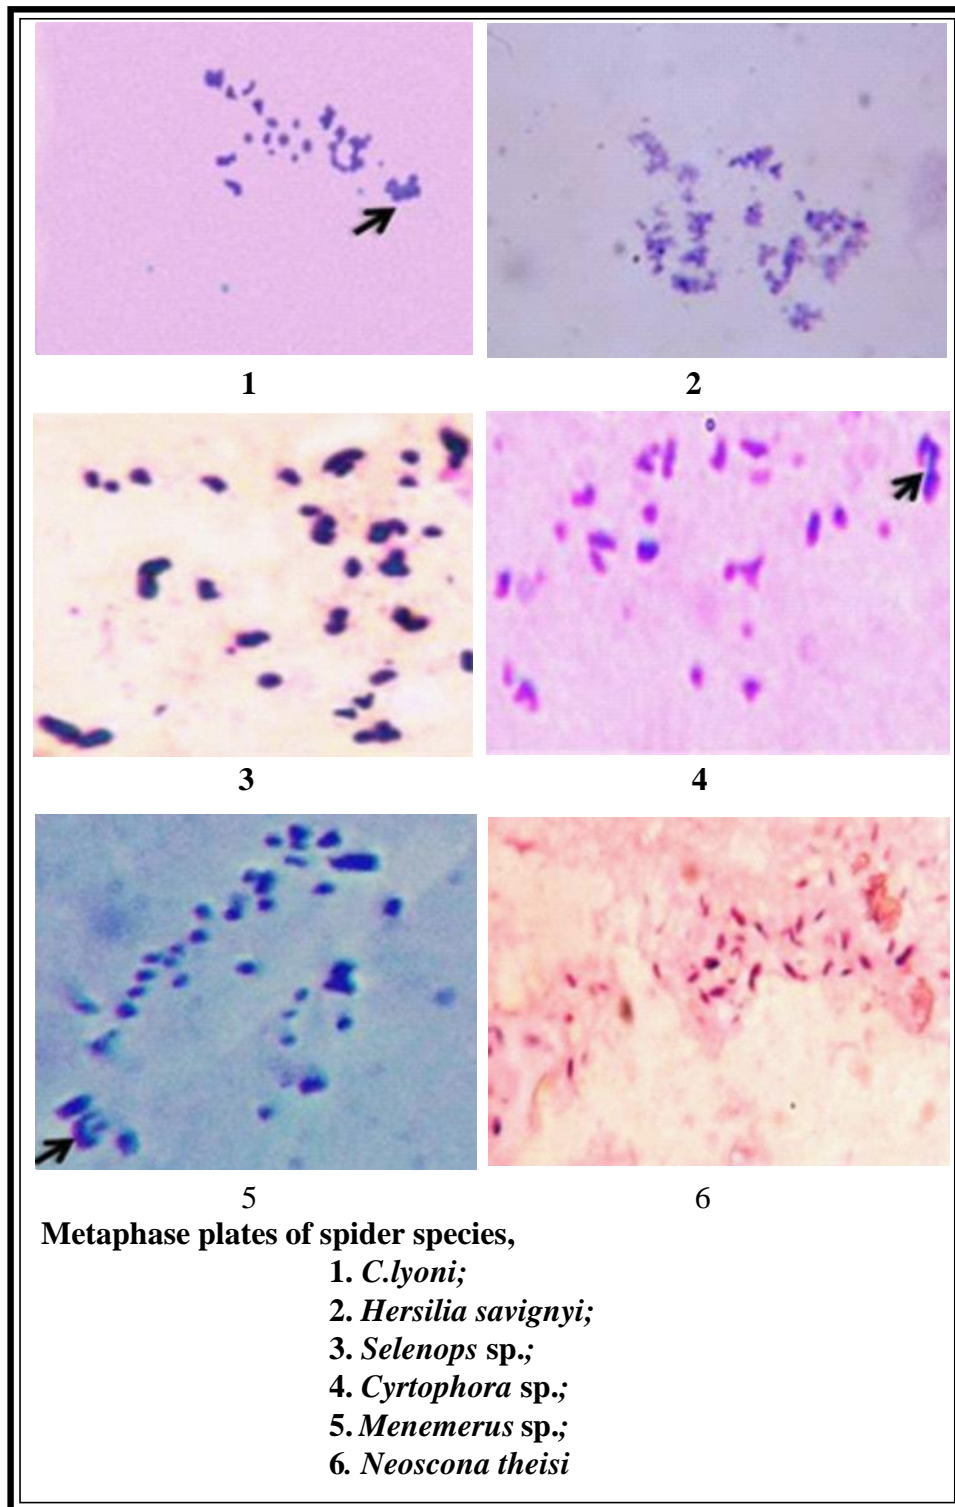 1
2
3
4
5
6
Metaphase plates of spider species,
1. C.lyoni;
2. Hersilia savignyi;
3. Selenops sp.;
4. Cyrtophora sp.;
5. Menemerus sp.;
6. Neoscona theisi